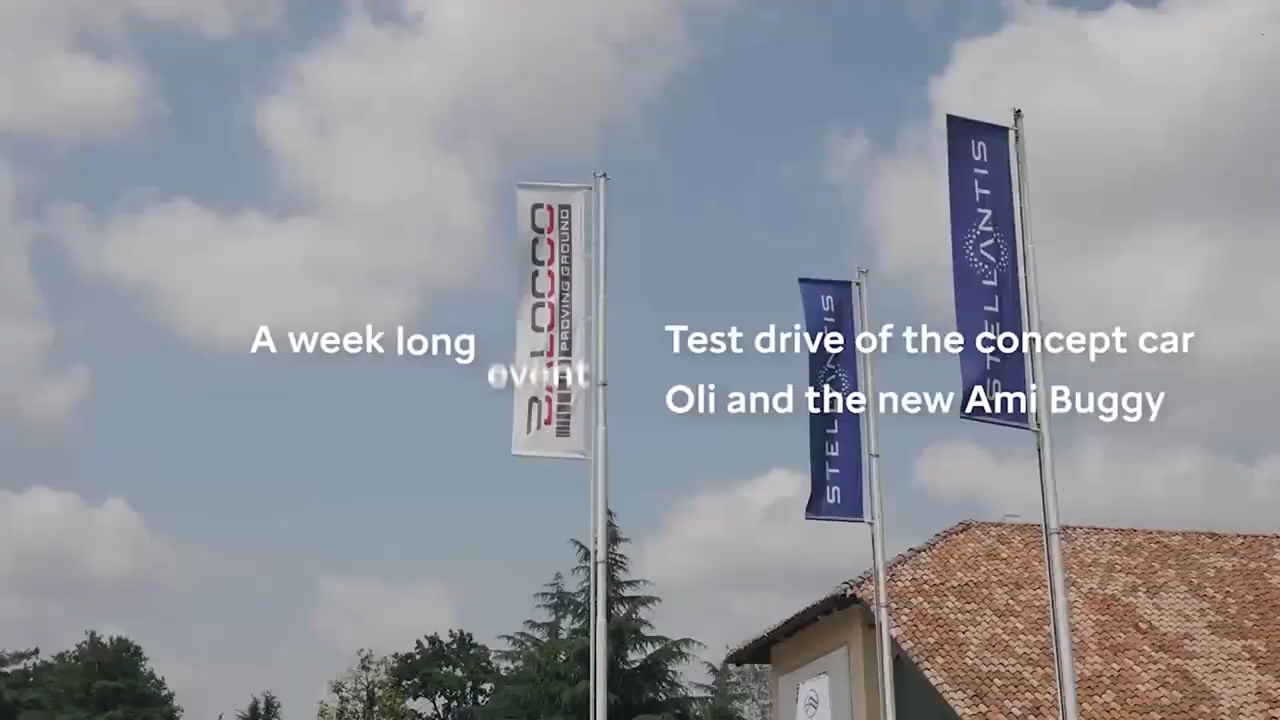 A week long
event
Test drive of the concept car
Oli and the new Ami Buggy
BALOCCO
PROVING GROUND
STELLANTIS
STELLANTIS